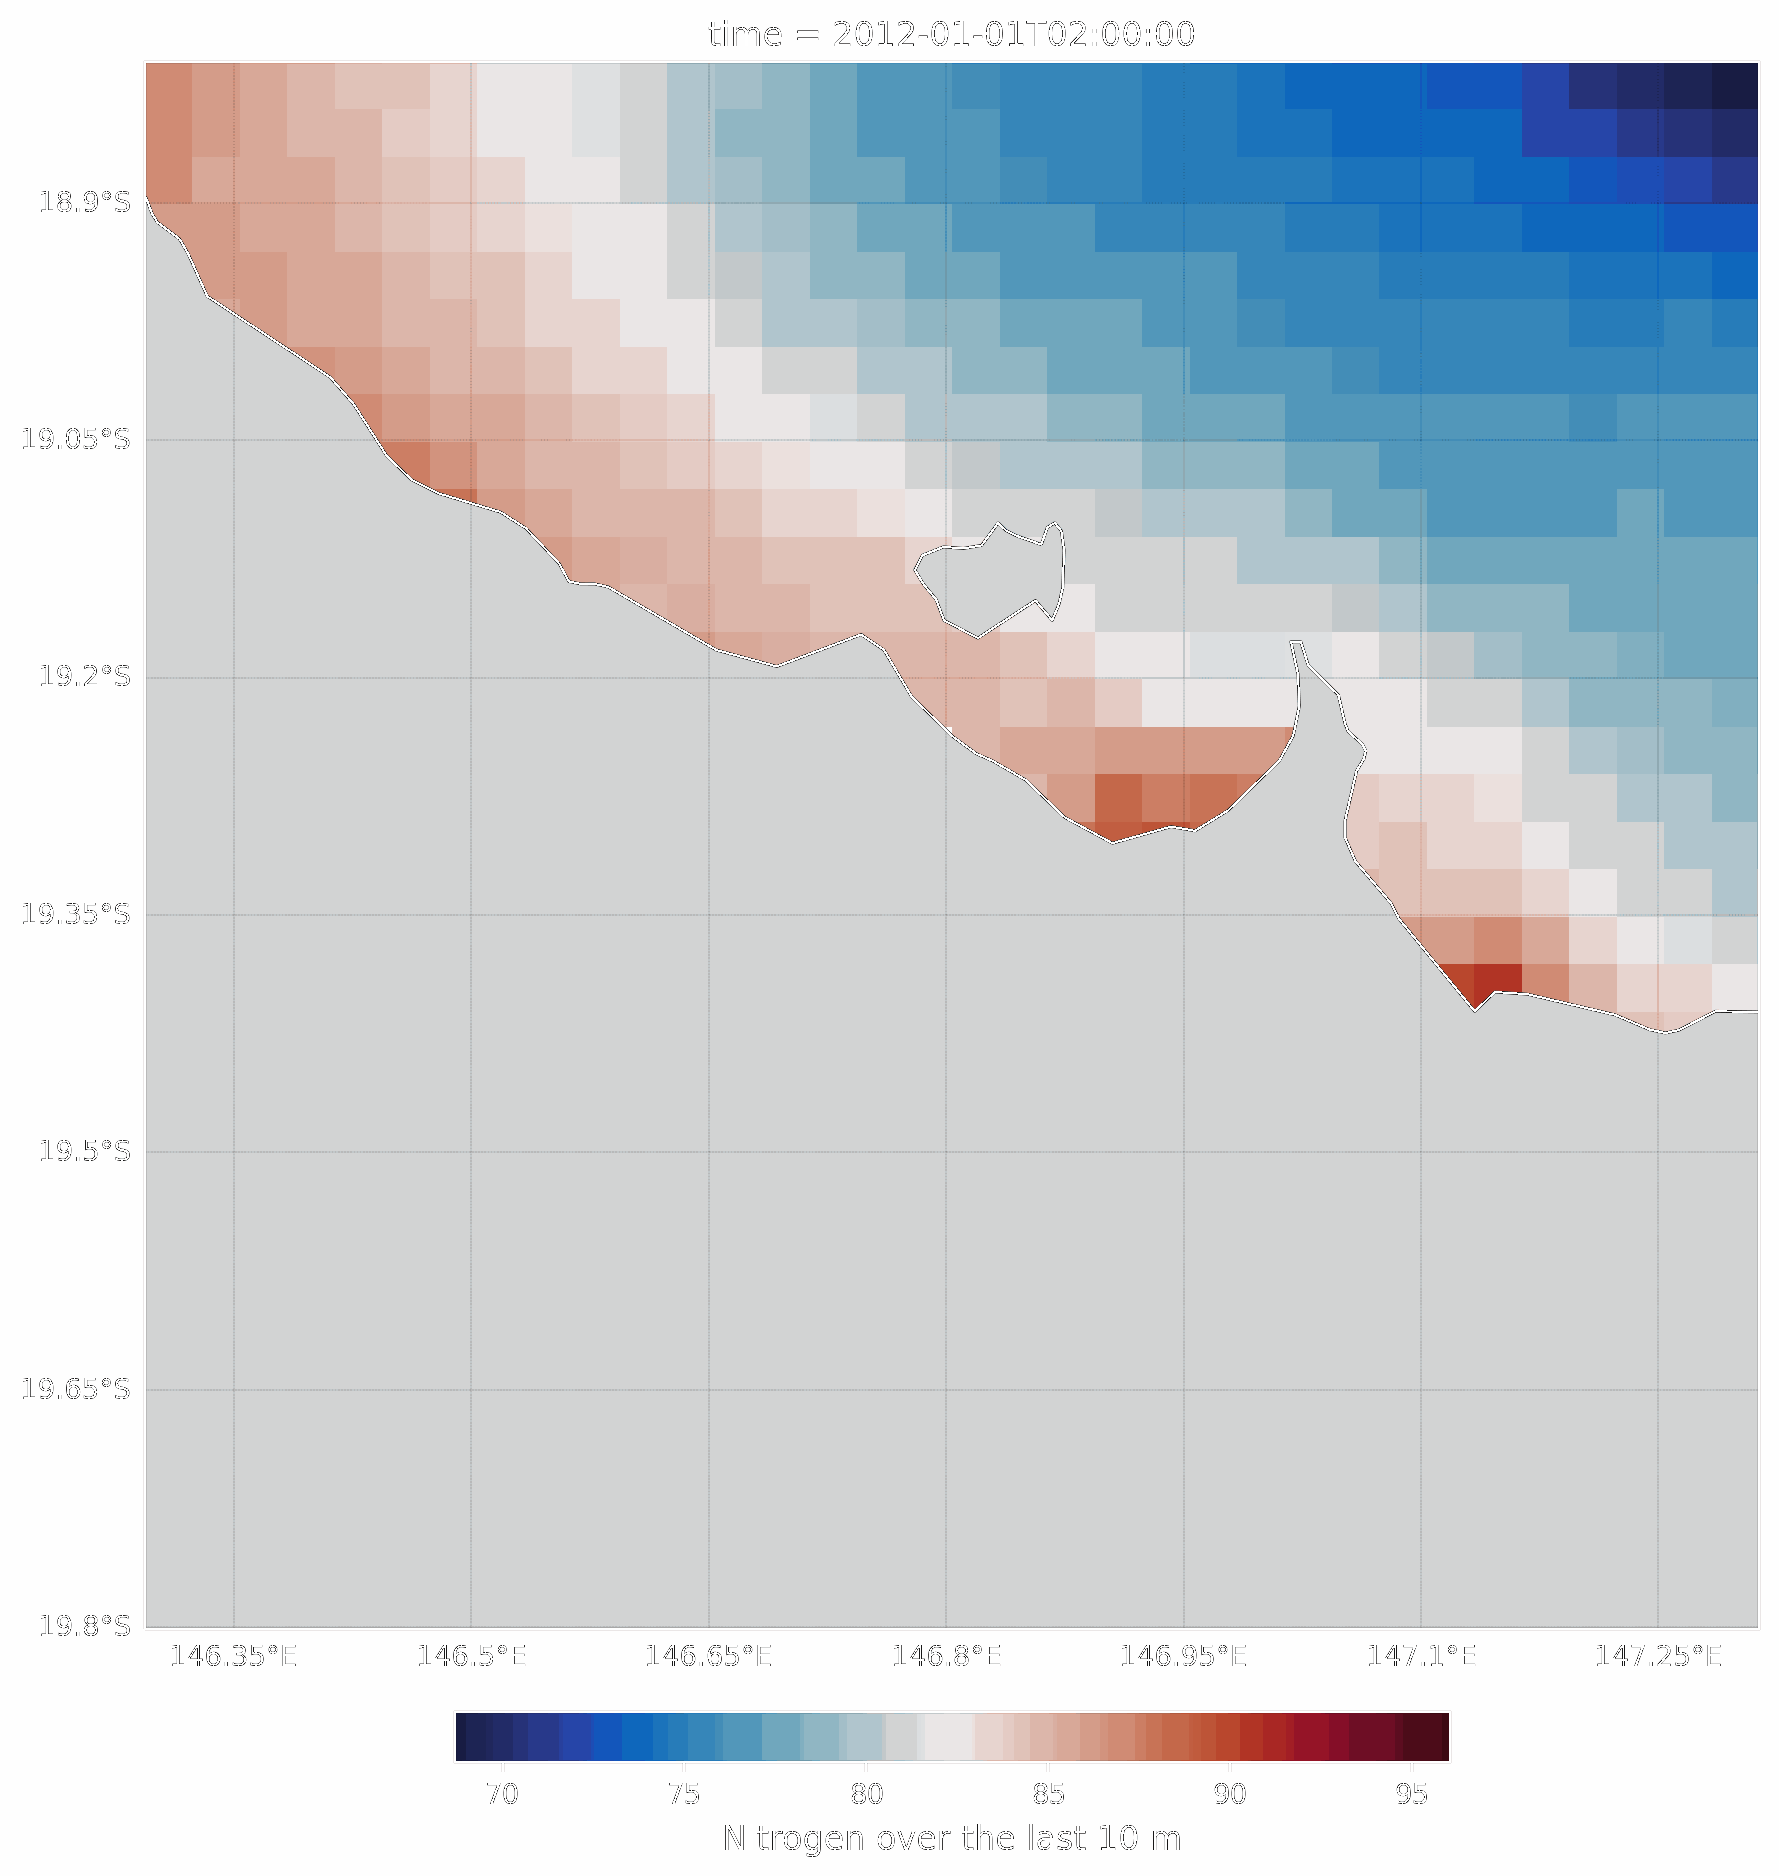 time = 2012-01-01T02:00:00
18.9°S
19.05°S
19.2°S
19.35°S
19.5°S
19.65°S
19.8°S
146.35°E 146.5°E 146.65°E 146.8°E 146.95°E 147.1°E 147.25°E
70 75 80 85 90 95
N trogen over the last 10 m